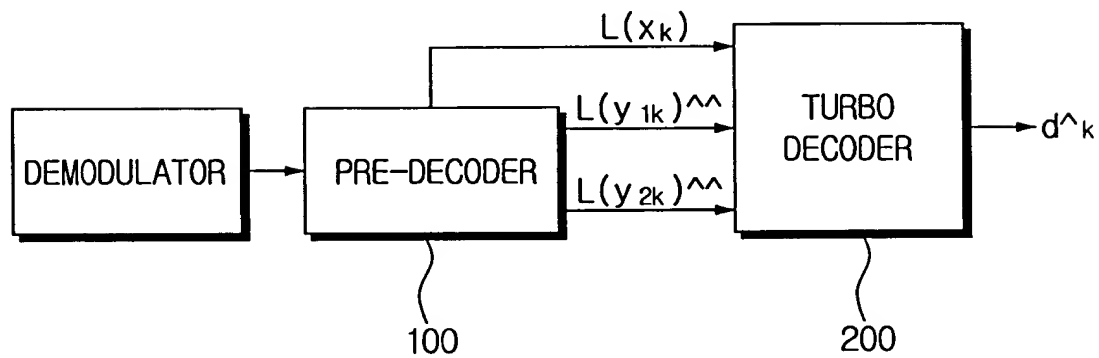 L(xk)
DEMODULATOR
PRE-DECODER
L(y1k)^^
L(y2k)^^
TURBO
DECODER
d^k
100
200